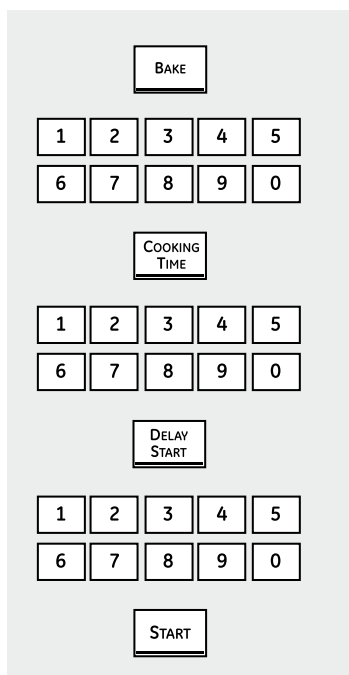 BAKE
1 2 3 4 5
6 7 8 9 0
COOKING
TIME
1 2 3 4 5
6 7 8 9 0
DELAY
START
1 2 3 4 5
6 7 8 9 0
START